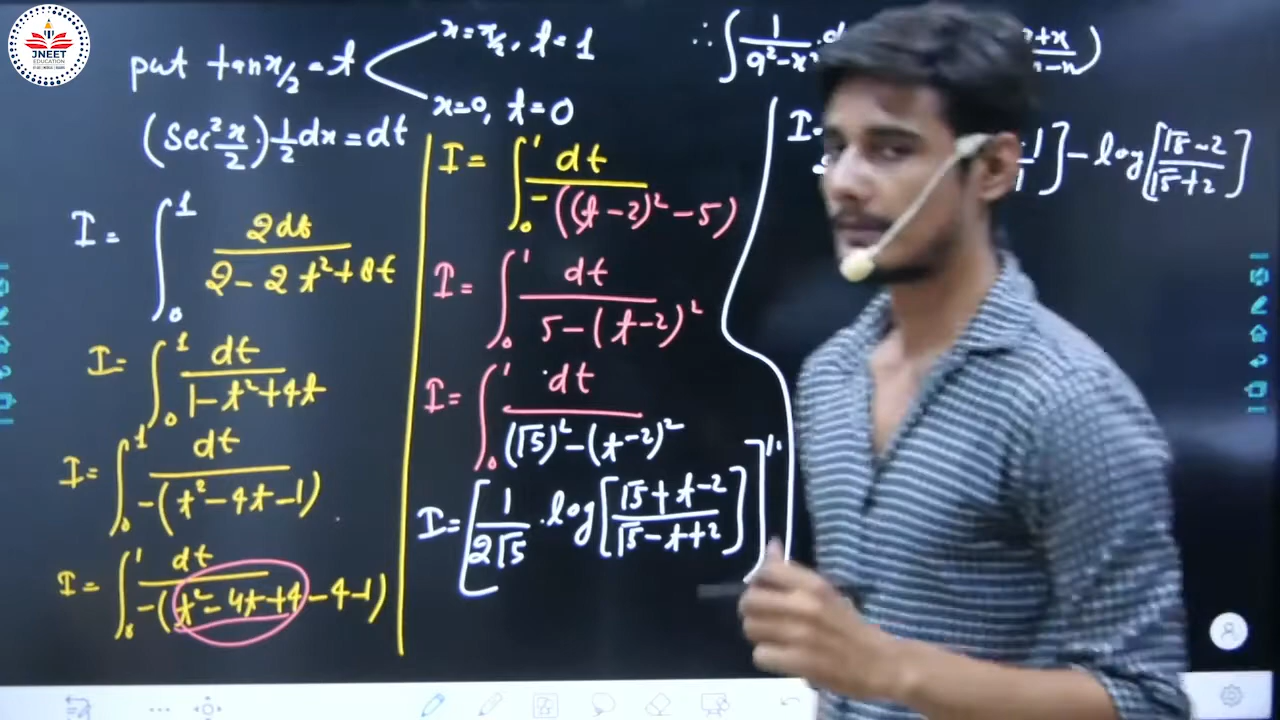 JNEET
EDUCATION
put tan x/2 = t
x = π/2, t = 1
x=0, t=0
(sec² x/2)·1/2 dx = dt
I = ∫₀¹ 2dt / (2 - 2t² + 8t)
I = ∫₀¹ dt / (1 - t² + 4t)
I = ∫₀¹ dt / -(t² - 4t - 1)
I = ∫₀¹ dt / -(t² - 4t + 4 - 4 - 1)
I = ∫₀¹ dt / -((t-2)² - 5)
I = ∫₀¹ dt / (5 - (t-2)²)
I = ∫₀¹ dt / ((√5)² - (t-2)²)
I = [1/(2√5) · log[(√5 + t - 2)/(√5 - t + 2)]]₀¹
∴ ∫ 1/(a² - x²) d
+x / -x)
I =
] - log[(√5 - 2)/(√5 + 2)]